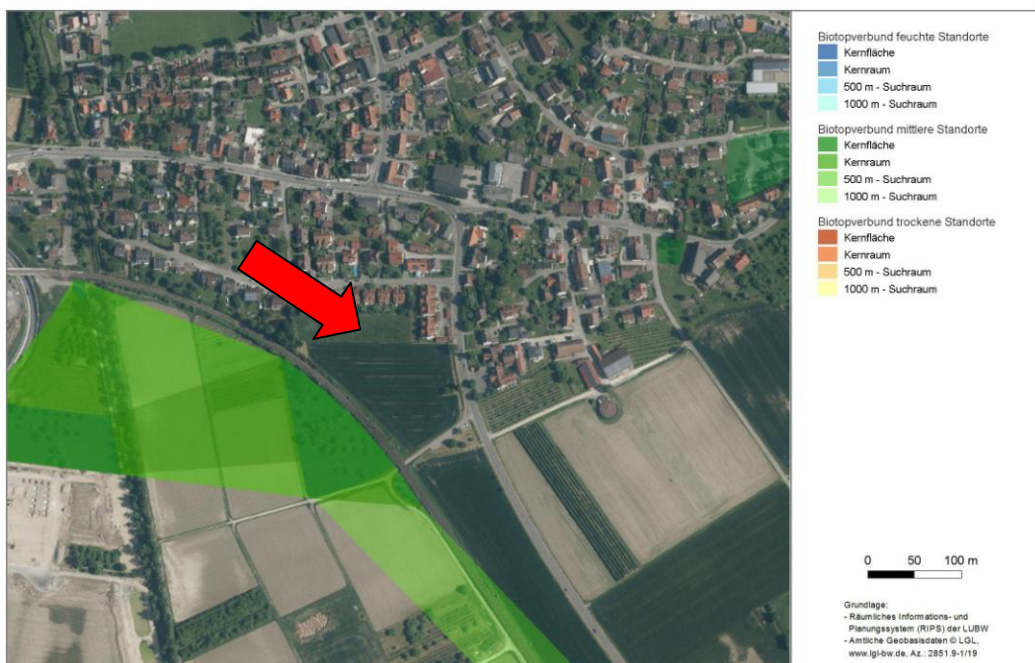 Biotopverbund feuchte Standorte
Kernfläche
Kernraum
500 m - Suchraum
1000 m - Suchraum
Biotopverbund mittlere Standorte
Kernfläche
Kernraum
500 m - Suchraum
1000 m - Suchraum
Biotopverbund trockene Standorte
Kernfläche
Kernraum
500 m - Suchraum
1000 m - Suchraum
0 50 100 m
Grundlage:
- Räumliches Informations- und
Planungssystem (RIPS) der LUBW
- Amtliche Geobasisdaten © LGL,
www.lgl-bw.de, Az.: 2851.9-1/19